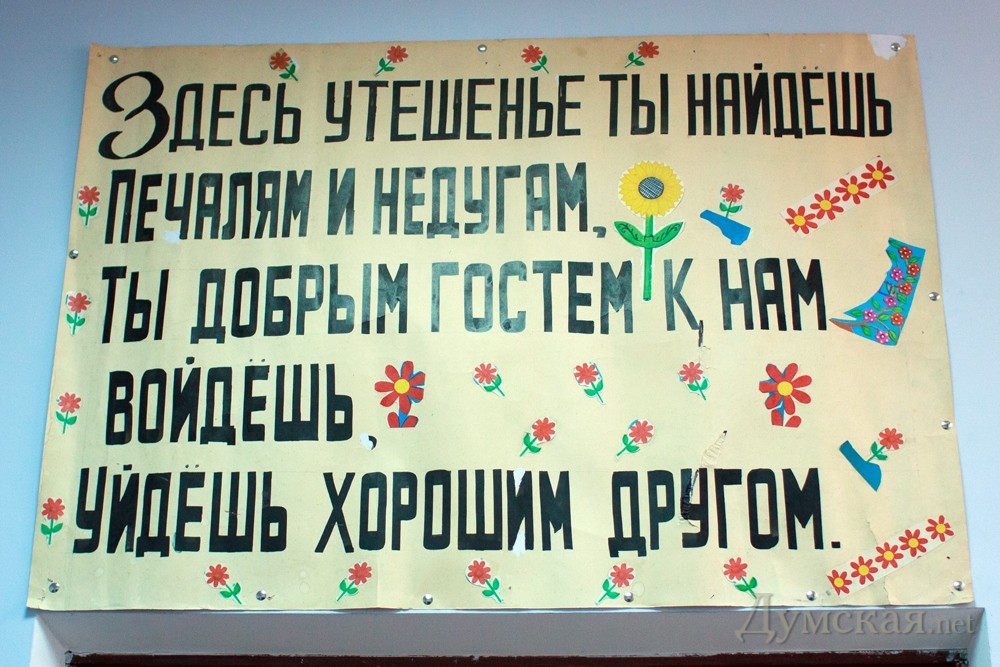 Здесь утешенье ты найдёшь
Печалям и недугам,
Ты добрым гостем к нам
войдёшь
Уйдёшь хорошим другом.
Думская.net